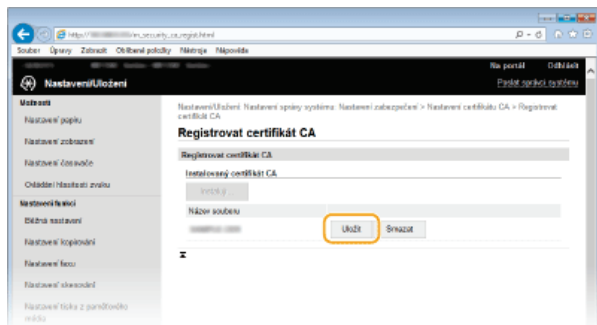 http://
m_security_ca_regist.html
Soubor Úpravy Zobrazit Oblíbené položky Nástroje Nápověda
Na portál Odhlásit
Nastavení/Uložení
Poslat správci systému
Možnosti
Nastavení/Uložení: Nastavení správy systému: Nastavení zabezpečení > Nastavení certifikátu CA > Registrovat
certifikát CA
Nastavení papíru
Registrovat certifikát CA
Nastavení zobrazení
Registrovat certifikát CA
Nastavení časovače
Instalovaný certifikát CA
Ovládání hlasitosti zvuku
Instaluj ...
Nastavení funkcí
Název souboru
Běžná nastavení
Uložit Smazat
Nastavení kopírování
Nastavení faxu
Nastavení skenování
Nastavení tisku z paměťového
média